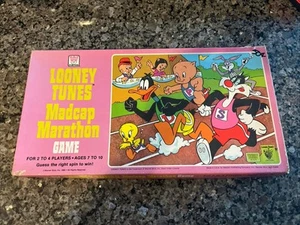 LOONEY
TUNES
Madcap
Marathon
GAME
FOR 2 TO 4 PLAYERS • AGES 7 TO 10
Guess the right spin to win!